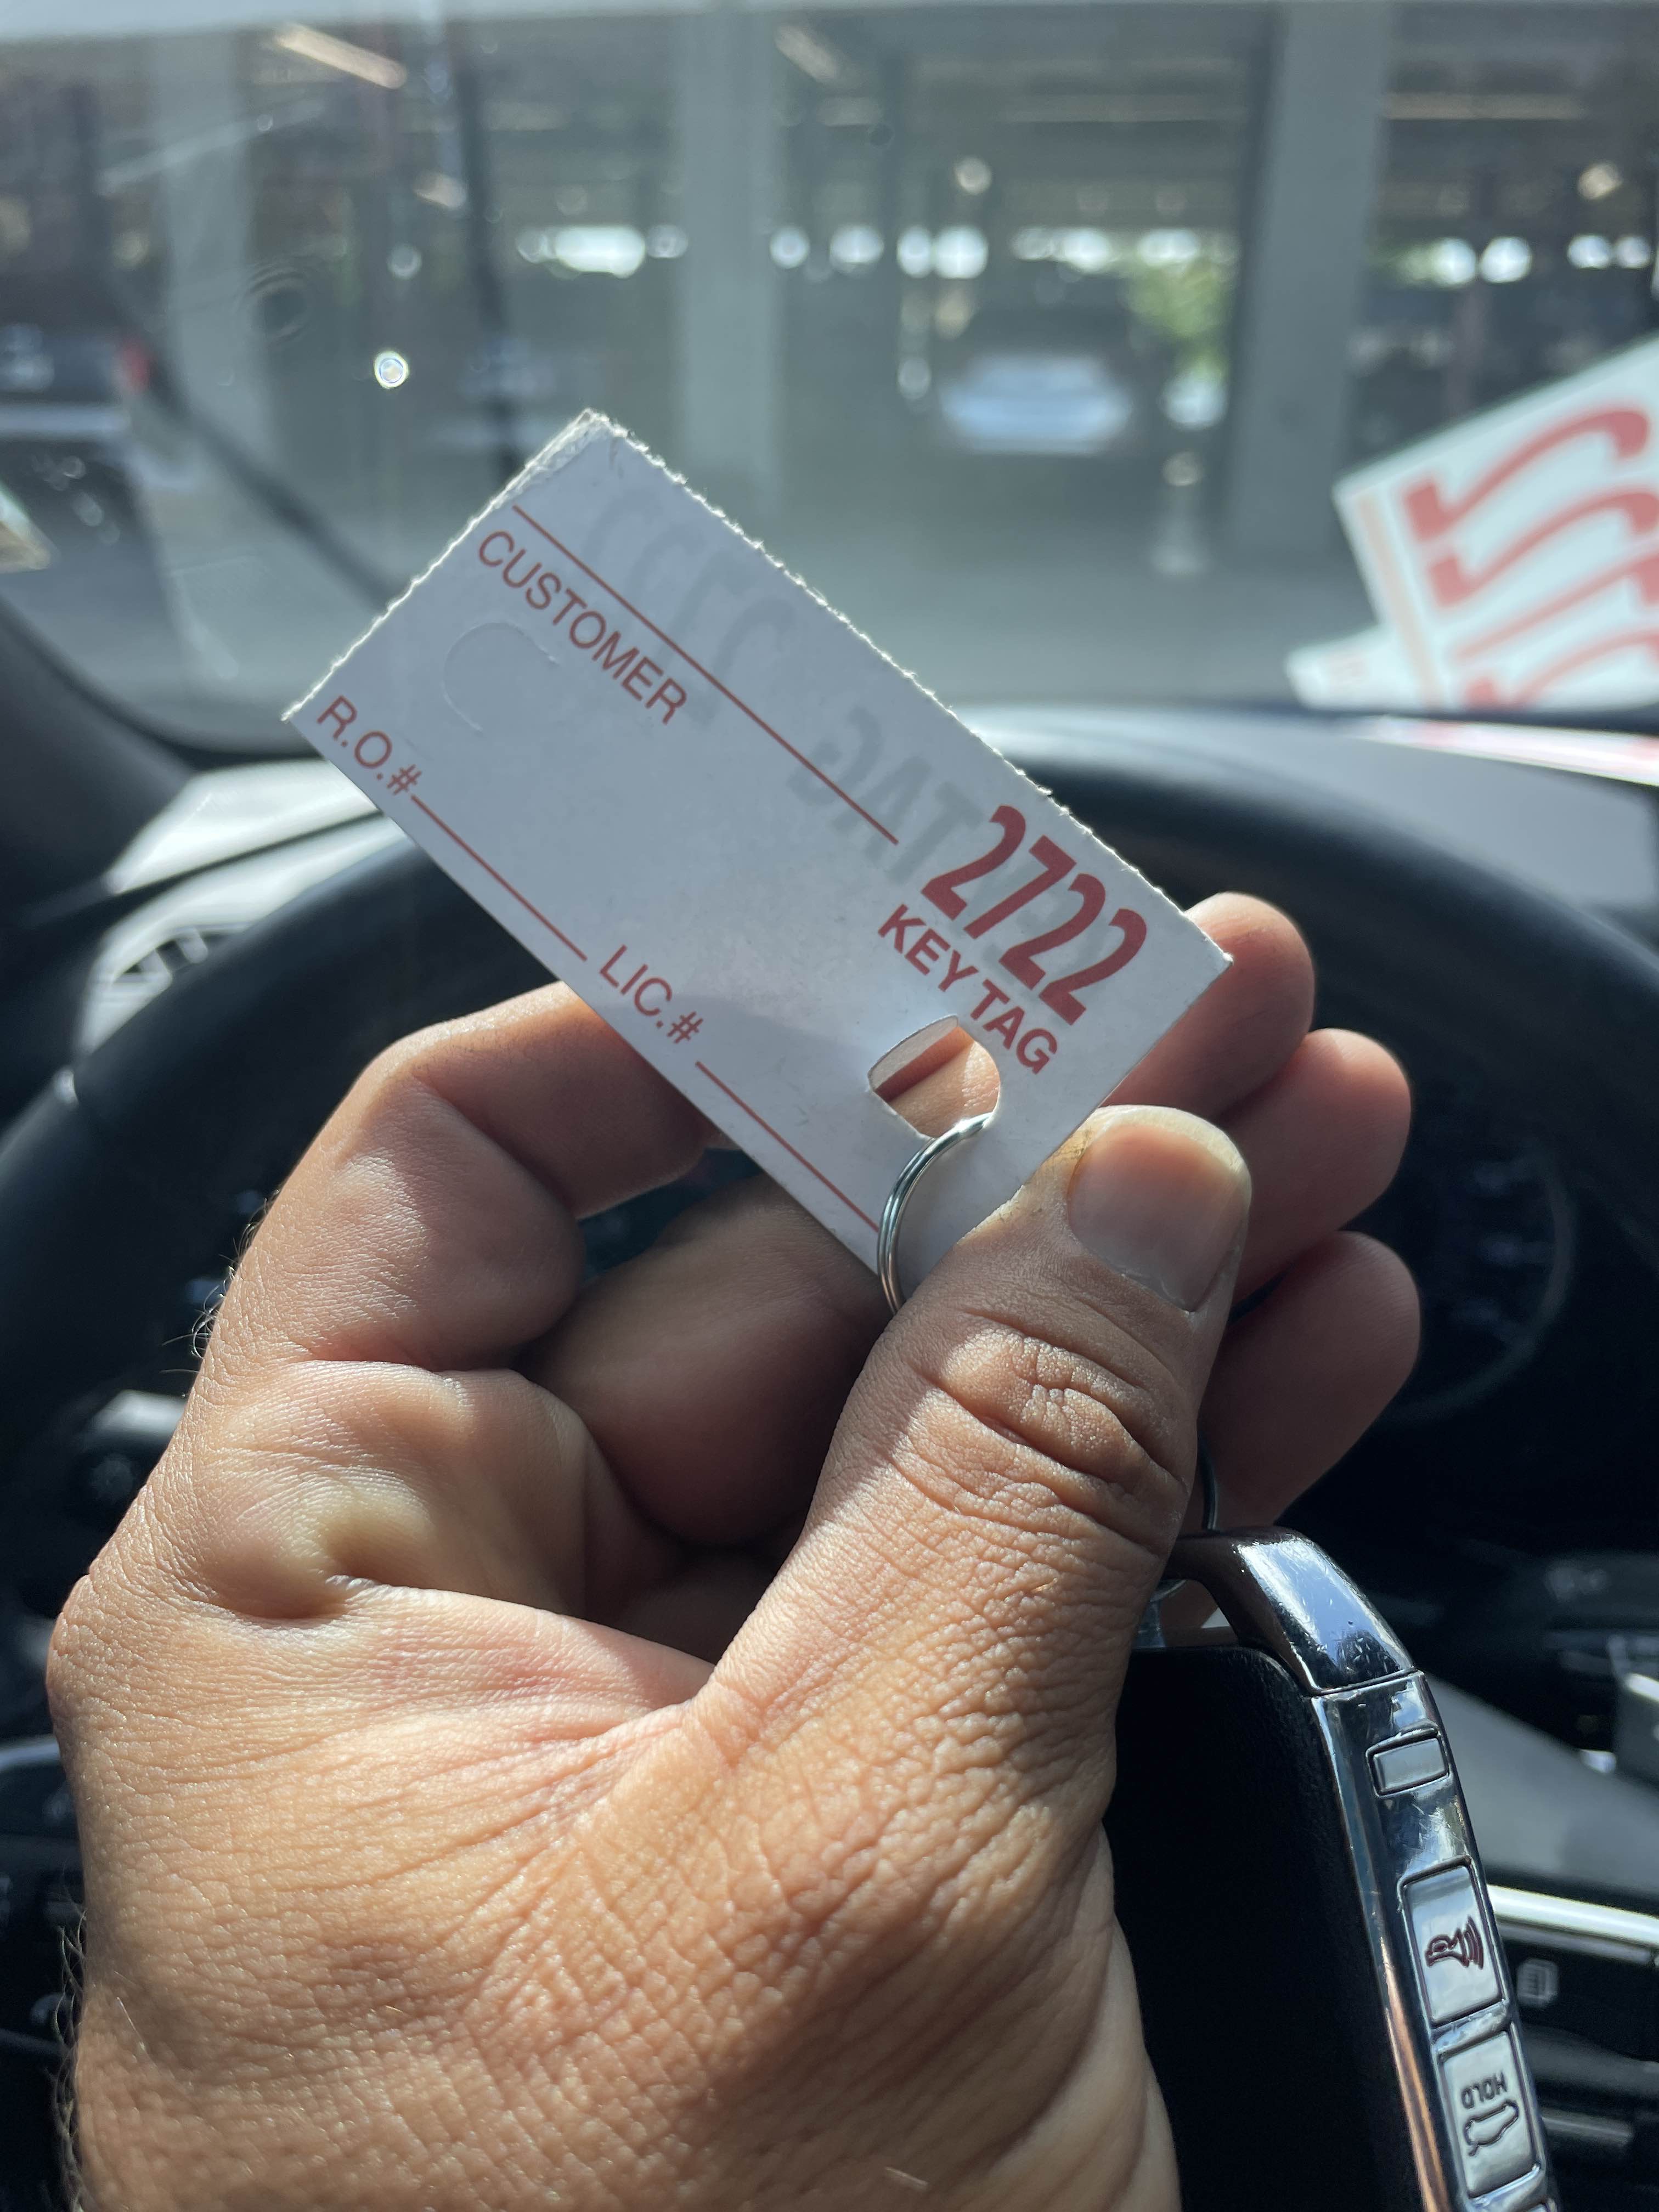 CUSTOMER
2722
KEY TAG
R.O.# LIC.#
HOLD